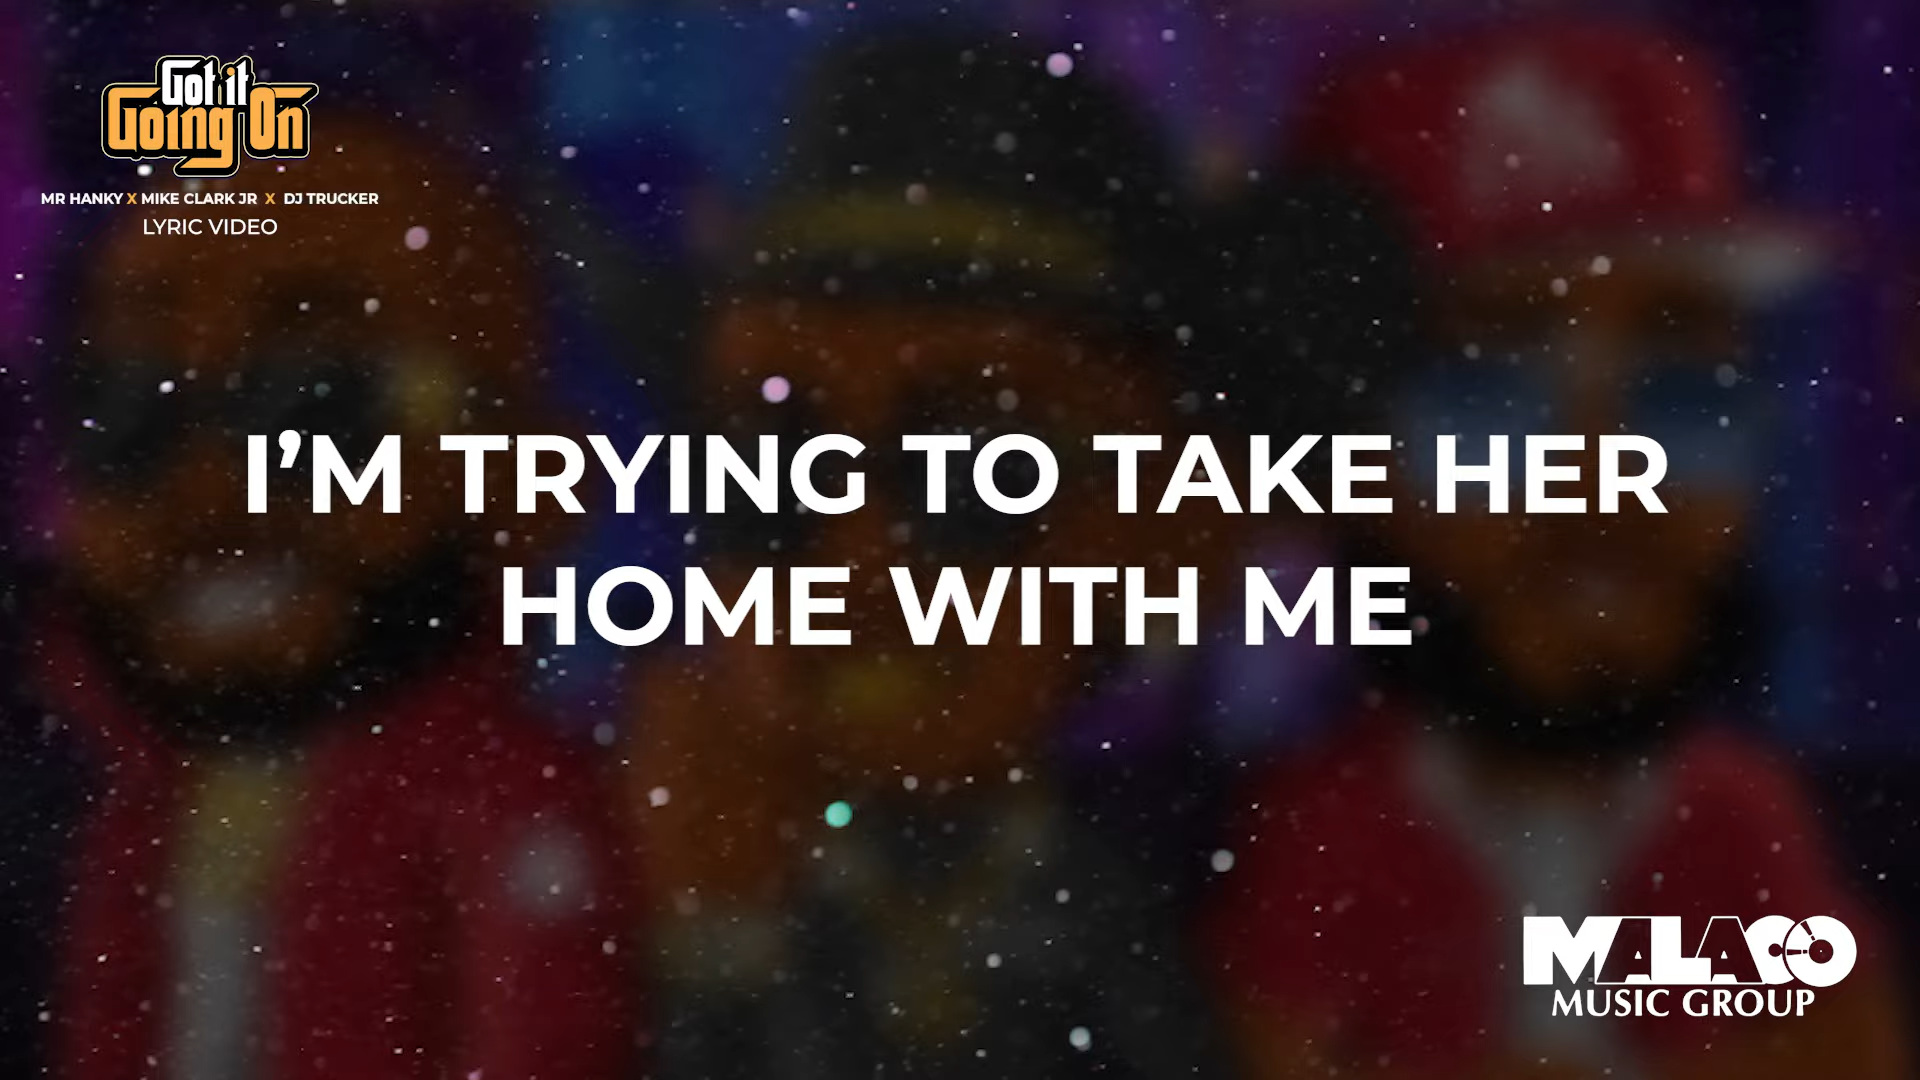 Got it
Going On
MR HANKY X MIKE CLARK JR X DJ TRUCKER
LYRIC VIDEO
I'M TRYING TO TAKE HER
HOME WITH ME
MALACO
MUSIC GROUP